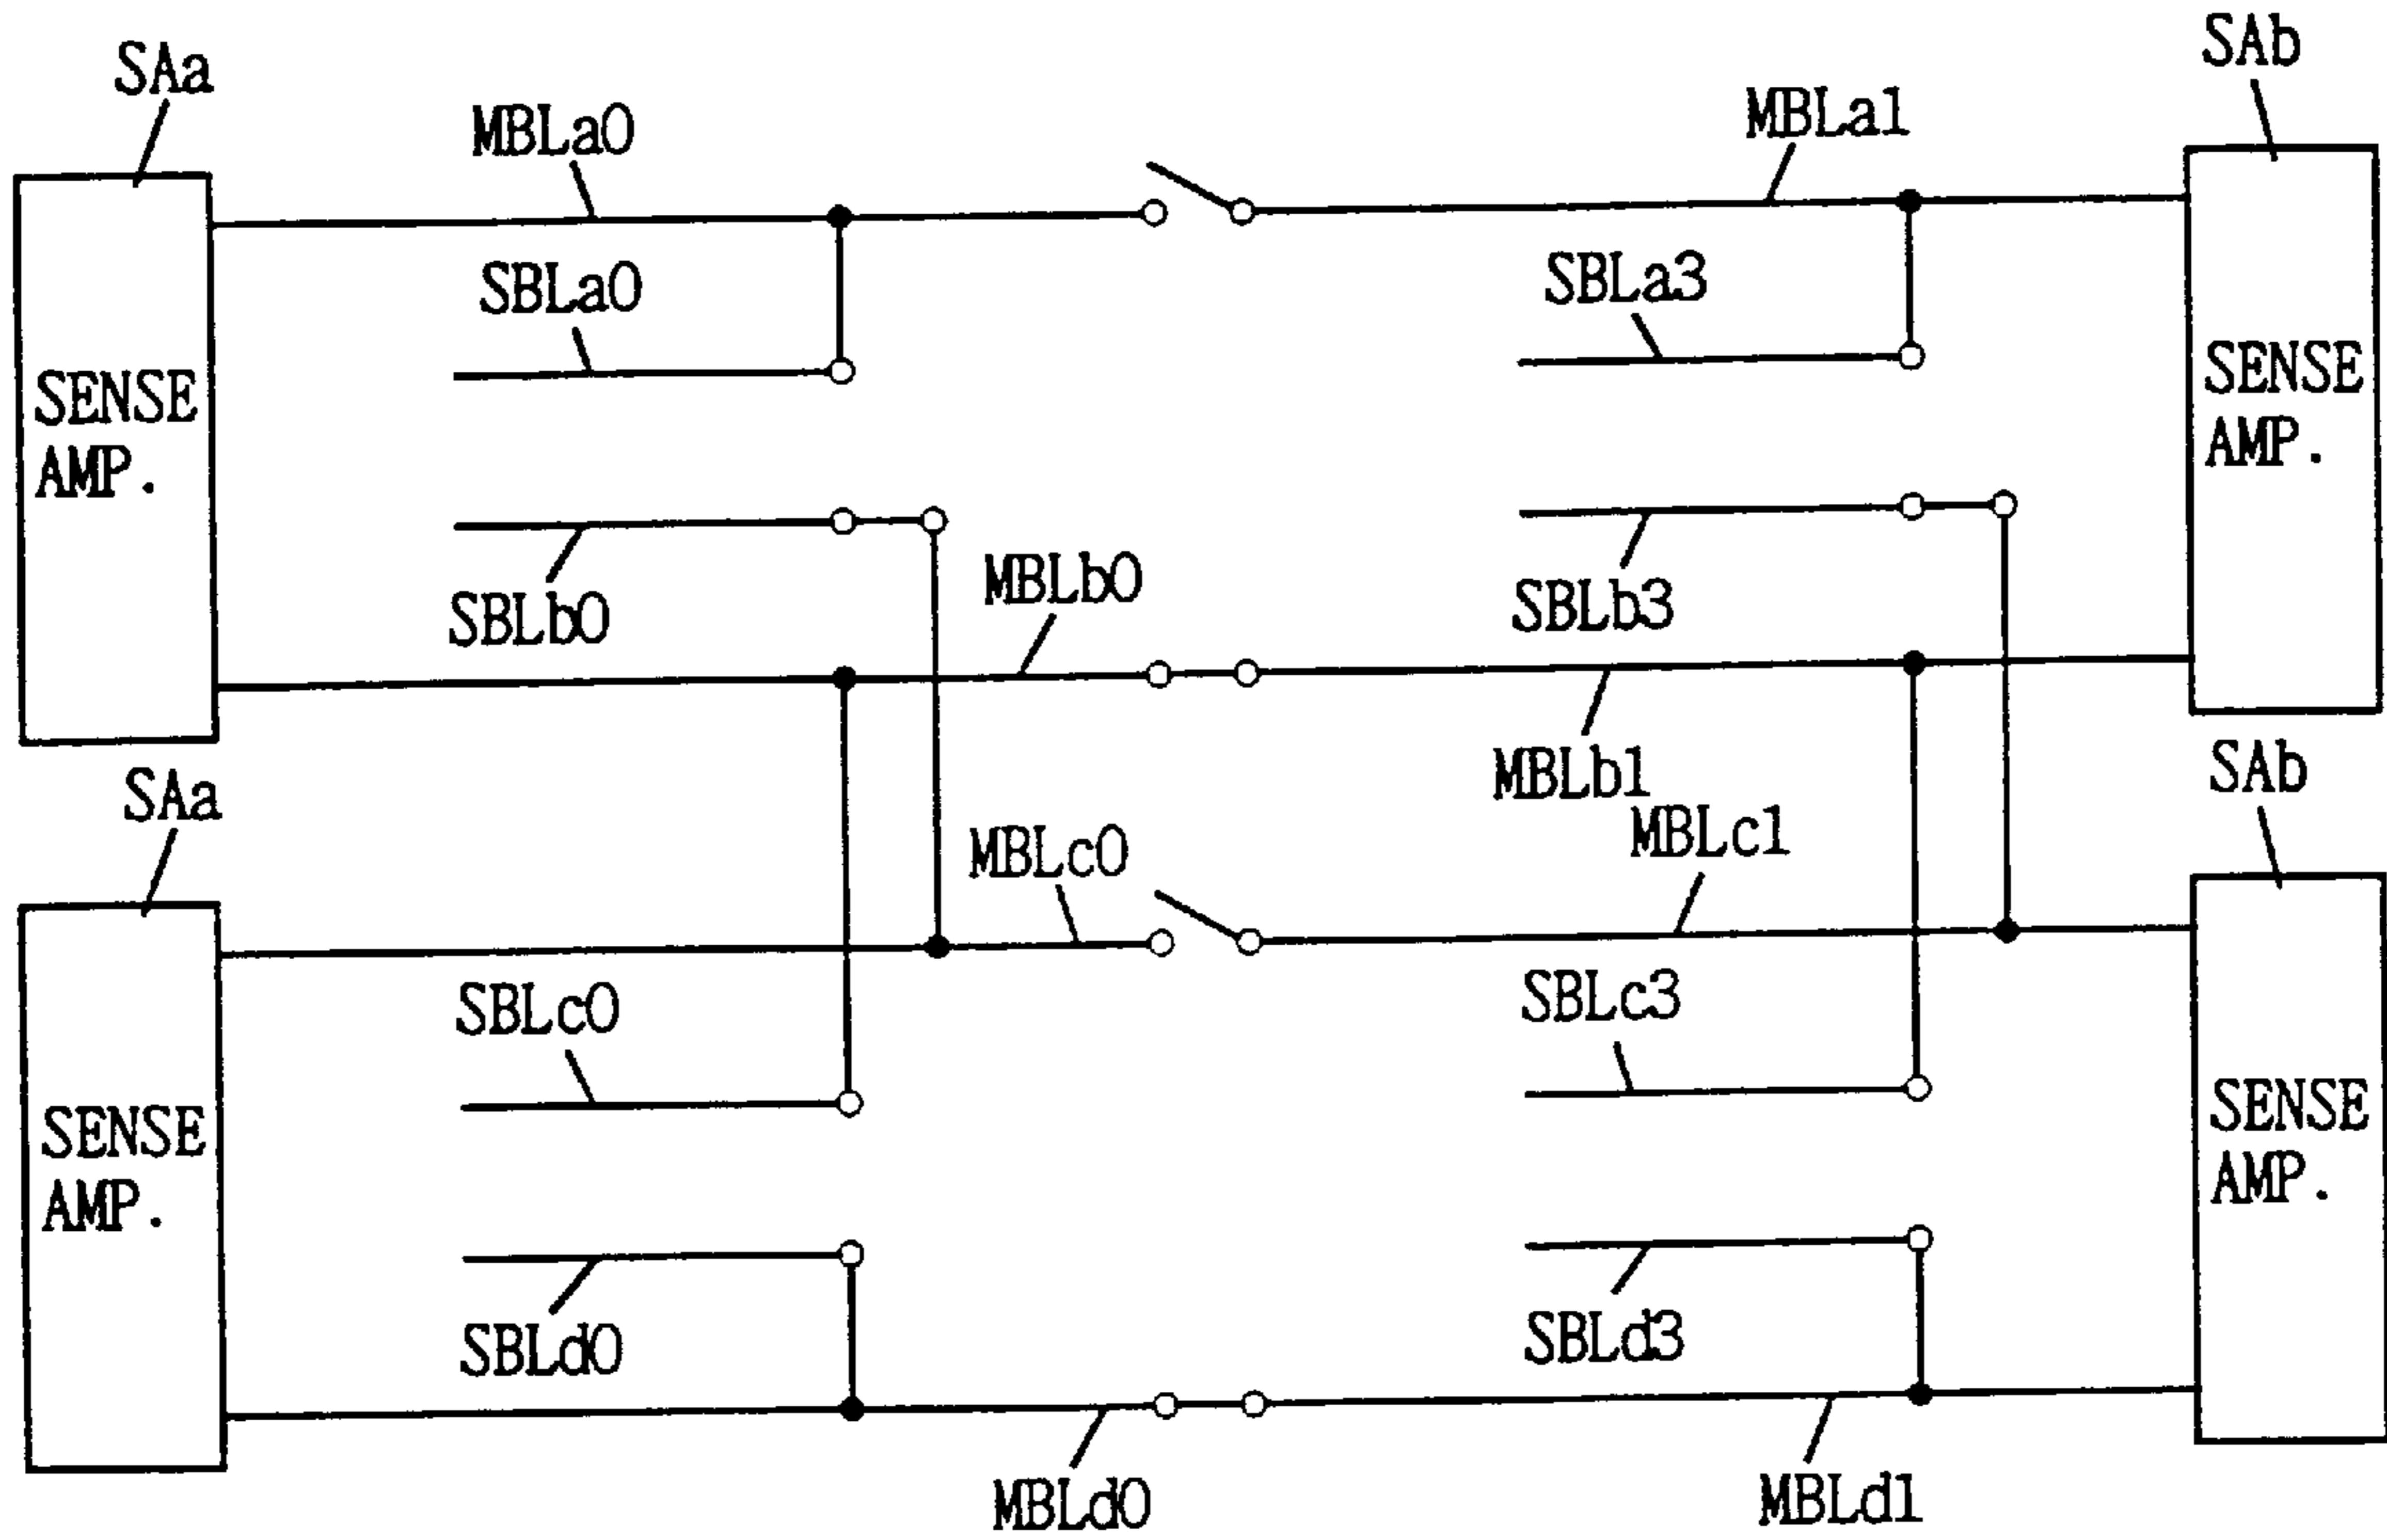 SAa
SAb
MBLa0
MBLa1
SBLa0
SBLa3
SENSE
AMP.
SENSE
AMP.
SBLb0
MBLb0
SBLb3
MBLb1
SAa
SAb
MBLc0
MBLc1
SBLc0
SBLc3
SENSE
AMP.
SENSE
AMP.
SBLd0
SBLd3
MBLd0
MBLd1